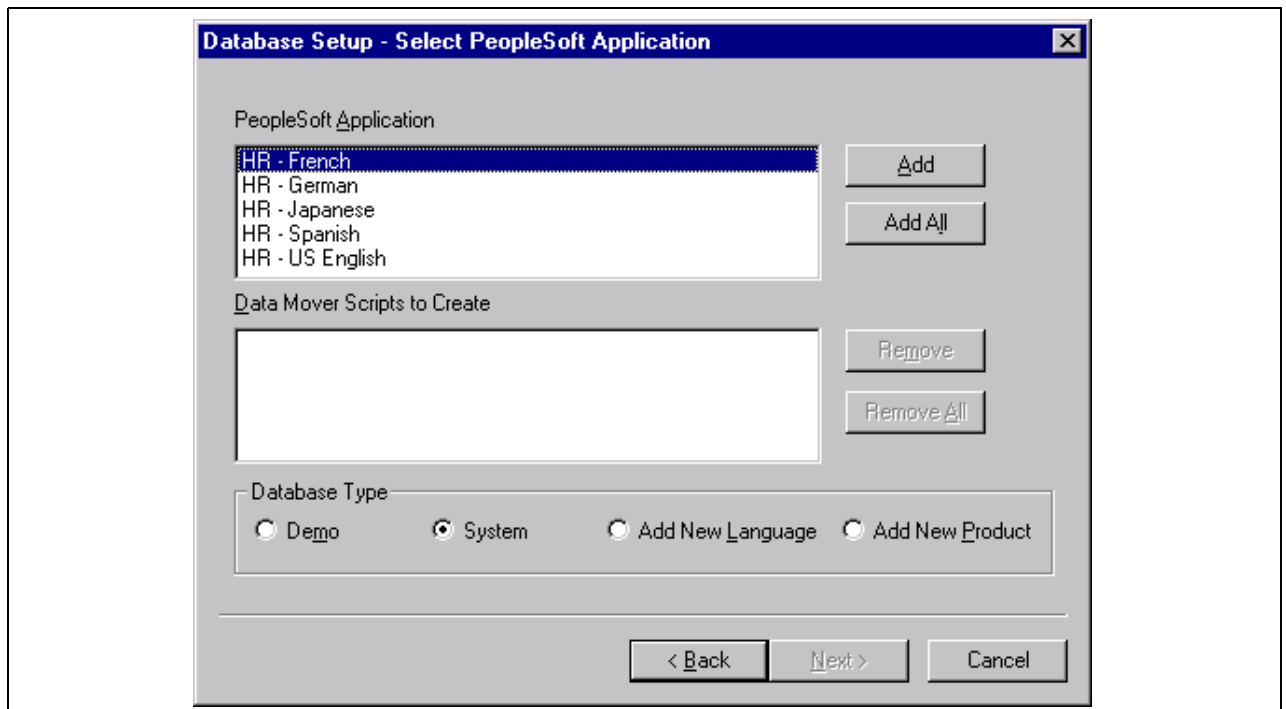 Database Setup - Select PeopleSoft Application
PeopleSoft Application
HR - French
HR - German
HR - Japanese
HR - Spanish
HR - US English
Add
Add All
Data Mover Scripts to Create
Remove
Remove All
Database Type
Demo System Add New Language Add New Product
< Back Next > Cancel